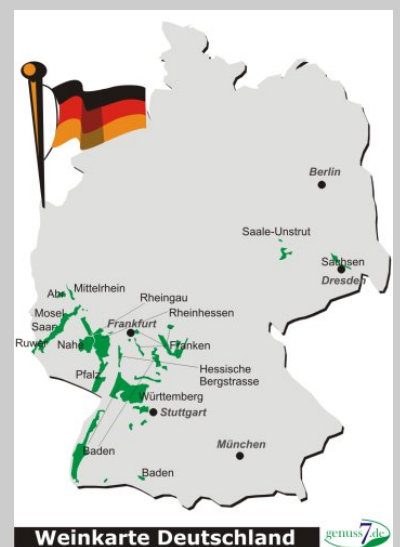 Berlin
Saale-Unstrut
Sachsen
Dresden
Mittelrhein
Ahr
Rheingau
Mosel
Rheinhessen
Saar
Frankfurt
Ruwer
Nahe
Franken
Hessische
Bergstrasse
Pfalz
Württemberg
Stuttgart
München
Baden
Baden
Weinkarte Deutschland
genuss7.de